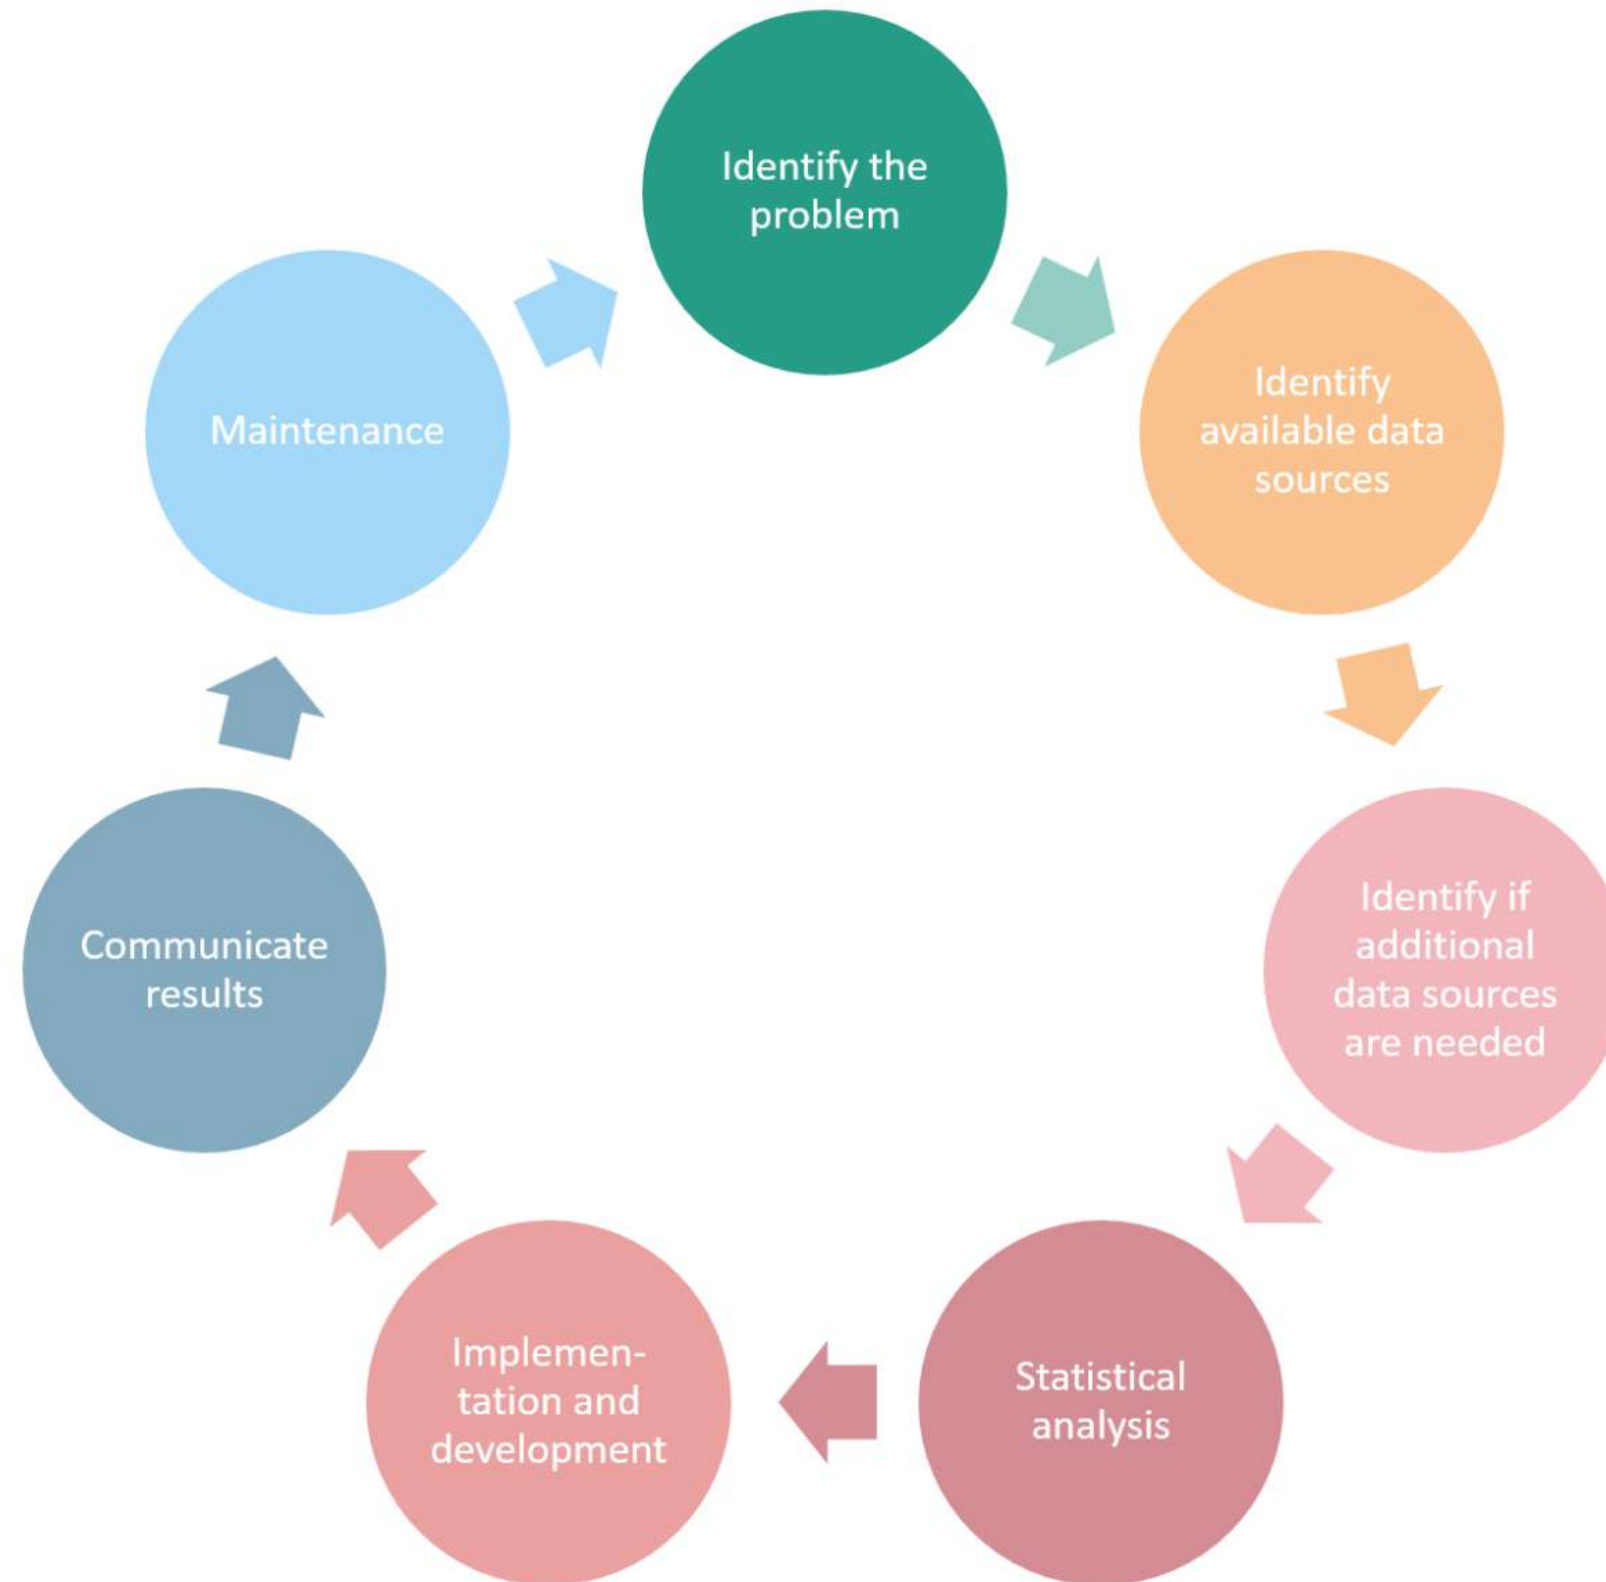 Identify the
problem
Identify
available data
sources
Identify if
additional
data sources
are needed
Statistical
analysis
Implemen-
tation and
development
Communicate
results
Maintenance